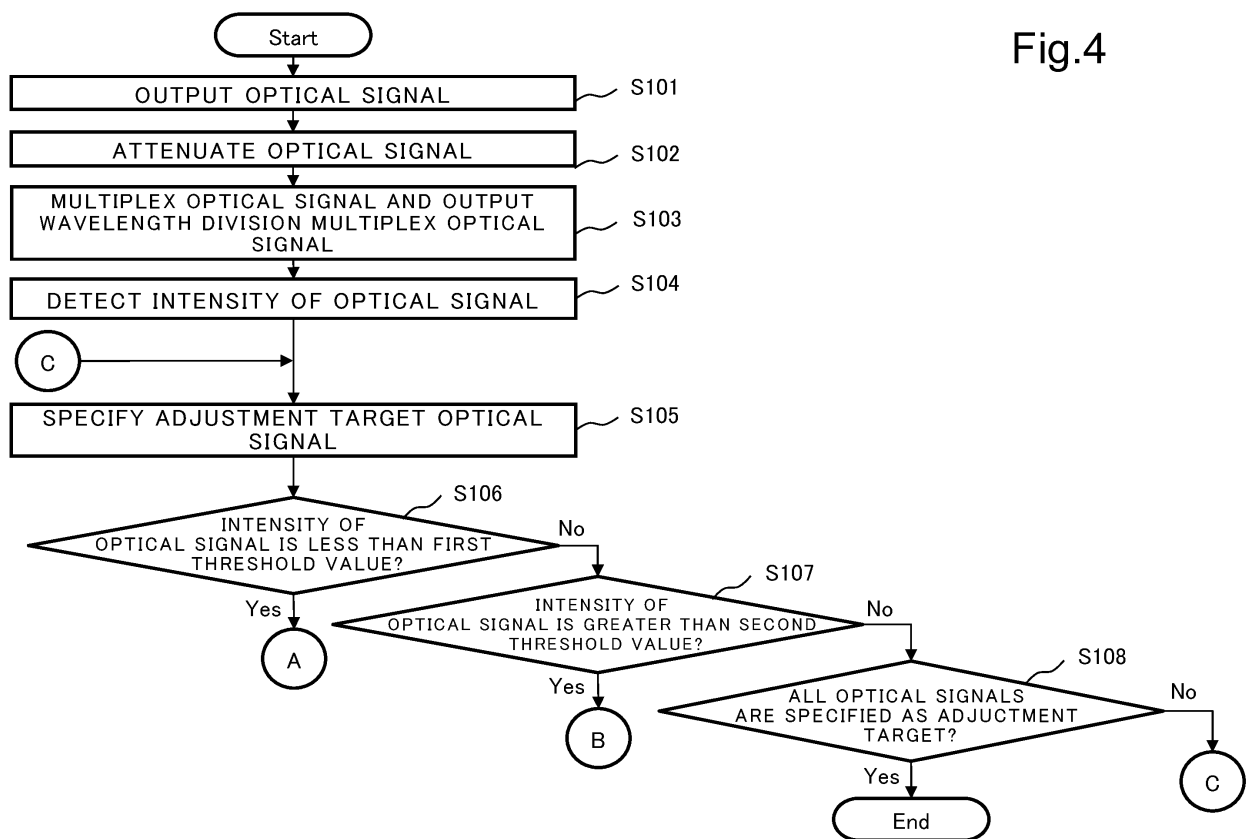 Fig.4
Start
OUTPUT OPTICAL SIGNAL
S101
ATTENUATE OPTICAL SIGNAL
S102
MULTIPLEX OPTICAL SIGNAL AND OUTPUT
WAVELENGTH DIVISION MULTIPLEX OPTICAL
SIGNAL
S103
DETECT INTENSITY OF OPTICAL SIGNAL
S104
C
SPECIFY ADJUSTMENT TARGET OPTICAL
SIGNAL
S105
S106
INTENSITY OF
OPTICAL SIGNAL IS LESS THAN FIRST
THRESHOLD VALUE?
No
Yes
A
S107
INTENSITY OF
OPTICAL SIGNAL IS GREATER THAN SECOND
THRESHOLD VALUE?
No
Yes
B
S108
ALL OPTICAL SIGNALS
ARE SPECIFIED AS ADJUCTMENT
TARGET?
No
Yes
C
End